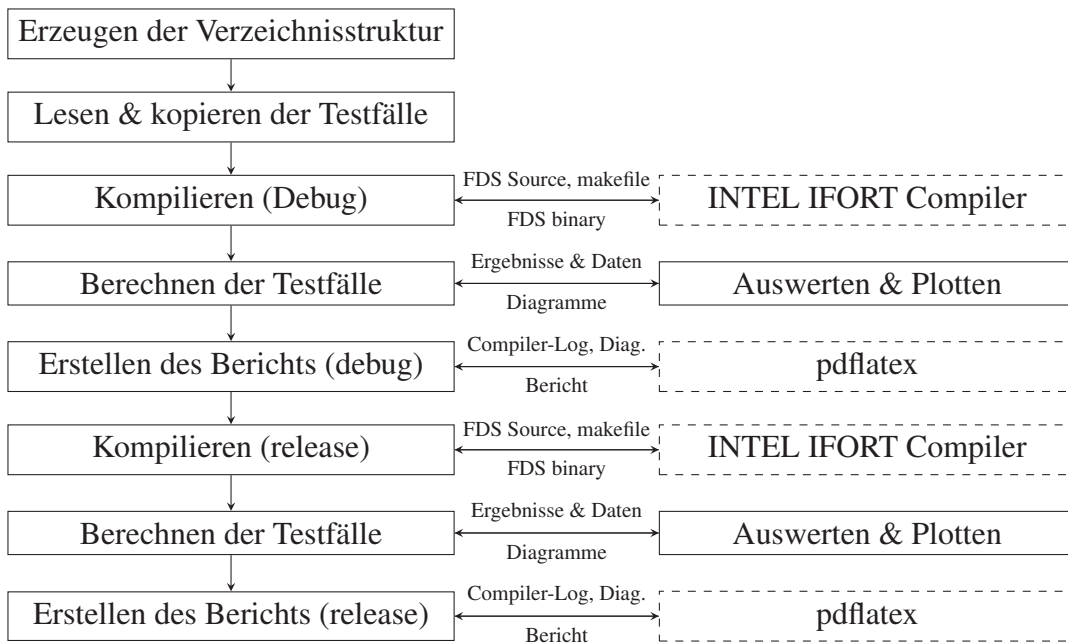 Erzeugen der Verzeichnisstruktur
Lesen & kopieren der Testfälle
Kompilieren (Debug)
FDS Source, makefile
FDS binary
INTEL IFORT Compiler
Berechnen der Testfälle
Ergebnisse & Daten
Diagramme
Auswerten & Plotten
Erstellen des Berichts (debug)
Compiler-Log, Diag.
Bericht
pdflatex
Kompilieren (release)
FDS Source, makefile
FDS binary
INTEL IFORT Compiler
Berechnen der Testfälle
Ergebnisse & Daten
Diagramme
Auswerten & Plotten
Erstellen des Berichts (release)
Compiler-Log, Diag.
Bericht
pdflatex